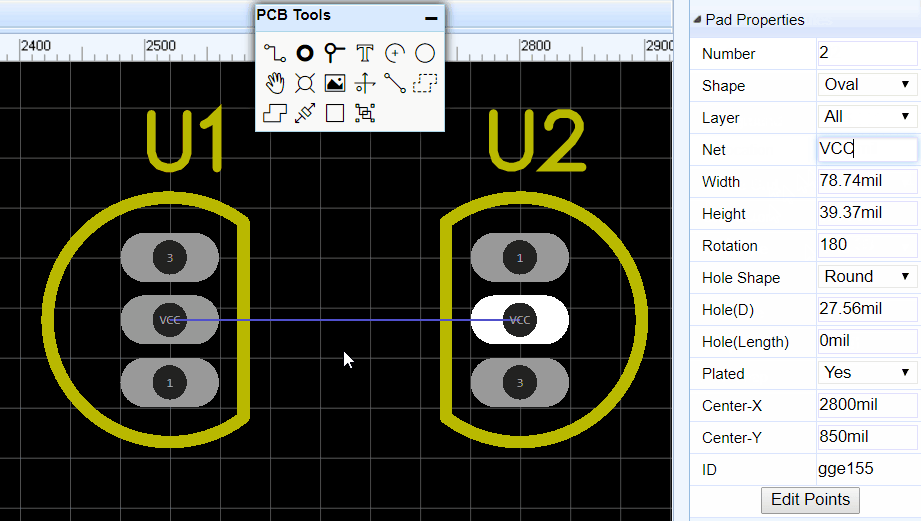 PCB Tools
2400
2500
2800
2900
U1
U2
3
VCC
1
1
VCC
3
Pad Properties
Number 2
Shape Oval
Layer All
Net VCC
Width 78.74mil
Height 39.37mil
Rotation 180
Hole Shape Round
Hole(D) 27.56mil
Hole(Length) 0mil
Plated Yes
Center-X 2800mil
Center-Y 850mil
ID gge155
Edit Points